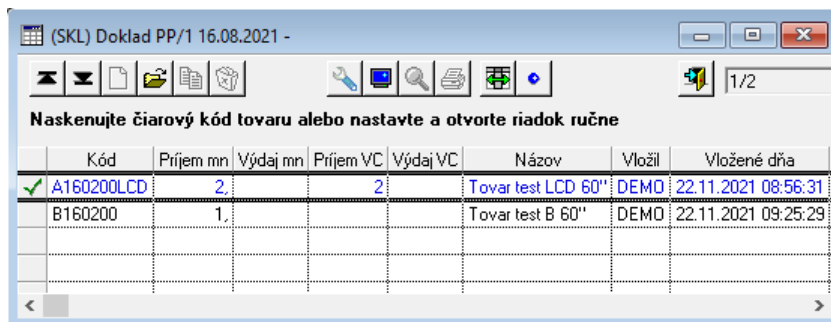 (SKL) Doklad PP/1 16.08.2021 -
1/2
Naskenujte čiarový kód tovaru alebo nastavte a otvorte riadok ručne
Kód Príjem mn Výdaj mn Príjem VC Výdaj VC Názov Vložil Vložené dňa
A160200LCD 2, 2 Tovar test LCD 60'' DEMO 22.11.2021 08:56:31
B160200 1, Tovar test B 60'' DEMO 22.11.2021 09:25:29